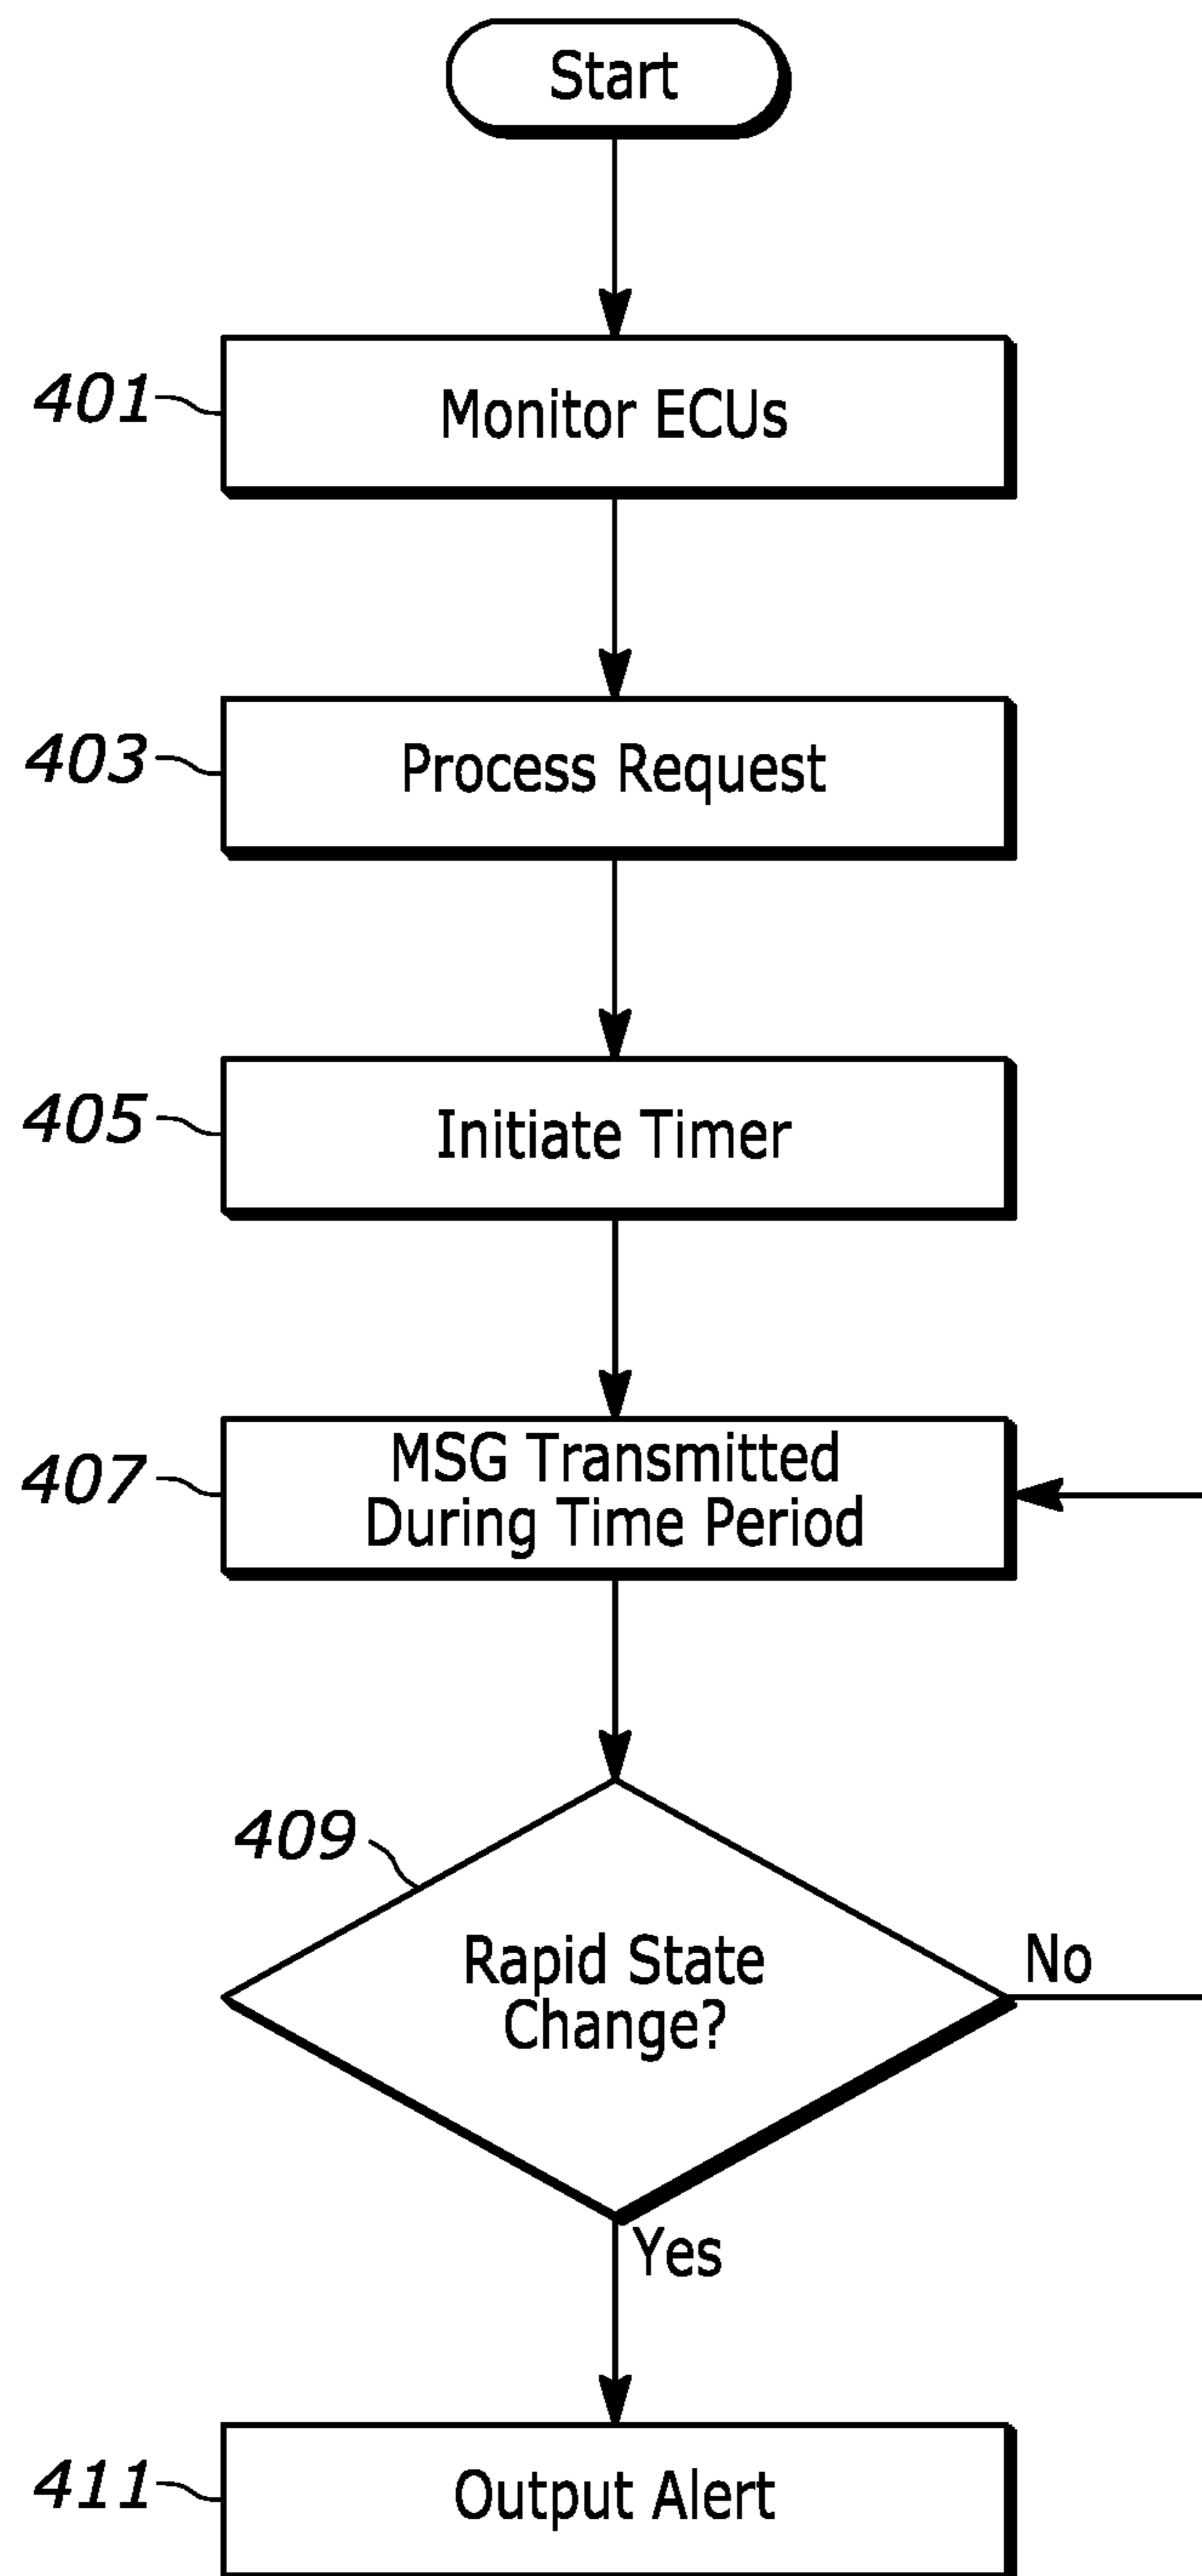 Start
401
Monitor ECUs
403
Process Request
405
Initiate Timer
407
MSG Transmitted
During Time Period
409
Rapid State
Change?
No
Yes
411
Output Alert